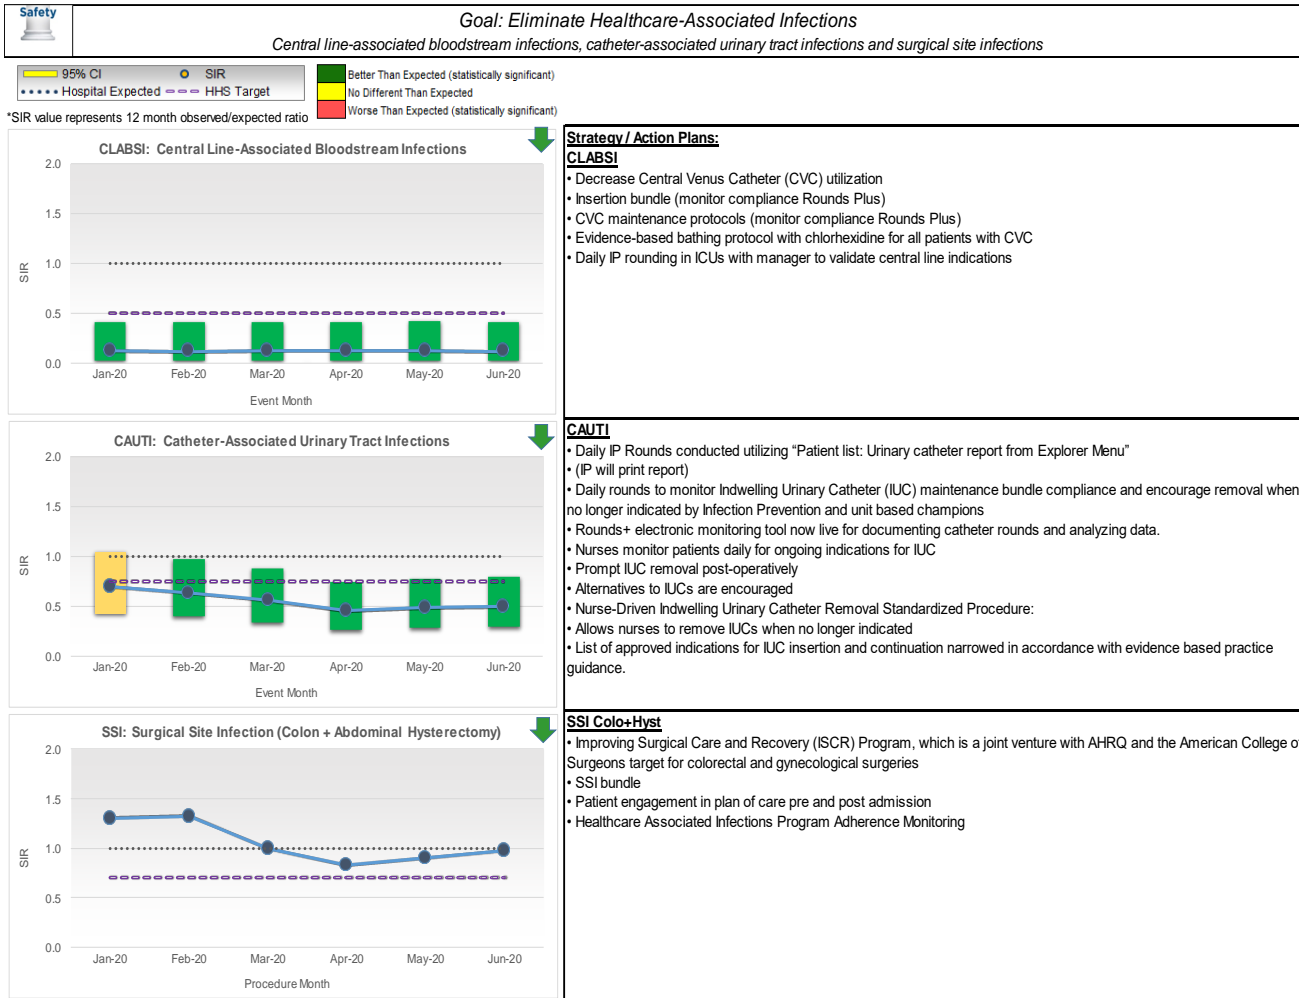 Safety
Goal: Eliminate Healthcare-Associated Infections
Central line-associated bloodstream infections, catheter-associated urinary tract infections and surgical site infections
95% CI
SIR
Hospital Expected
HHS Target
Better Than Expected (statistically significant)
No Different Than Expected
Worse Than Expected (statistically significant)
*SIR value represents 12 month observed/expected ratio
CLABSI: Central Line-Associated Bloodstream Infections
2.0
1.5
1.0
0.5
0.0
SIR
Jan-20 Feb-20 Mar-20 Apr-20 May-20 Jun-20
Event Month
Strategy / Action Plans:
CLABSI
• Decrease Central Venus Catheter (CVC) utilization
• Insertion bundle (monitor compliance Rounds Plus)
• CVC maintenance protocols (monitor compliance Rounds Plus)
• Evidence-based bathing protocol with chlorhexidine for all patients with CVC
• Daily IP rounding in ICUs with manager to validate central line indications
CAUTI: Catheter-Associated Urinary Tract Infections
2.0
1.5
1.0
0.5
0.0
SIR
Jan-20 Feb-20 Mar-20 Apr-20 May-20 Jun-20
Event Month
CAUTI
• Daily IP Rounds conducted utilizing “Patient list: Urinary catheter report from Explorer Menu”
• (IP will print report)
• Daily rounds to monitor Indwelling Urinary Catheter (IUC) maintenance bundle compliance and encourage removal when
no longer indicated by Infection Prevention and unit based champions
• Rounds+ electronic monitoring tool now live for documenting catheter rounds and analyzing data.
• Nurses monitor patients daily for ongoing indications for IUC
• Prompt IUC removal post-operatively
• Alternatives to IUCs are encouraged
• Nurse-Driven Indwelling Urinary Catheter Removal Standardized Procedure:
• Allows nurses to remove IUCs when no longer indicated
• List of approved indications for IUC insertion and continuation narrowed in accordance with evidence based practice
guidance.
SSI: Surgical Site Infection (Colon + Abdominal Hysterectomy)
2.0
1.5
1.0
0.5
0.0
SIR
Jan-20 Feb-20 Mar-20 Apr-20 May-20 Jun-20
Procedure Month
SSI Colo+Hyst
• Improving Surgical Care and Recovery (ISCR) Program, which is a joint venture with AHRQ and the American College of
Surgeons target for colorectal and gynecological surgeries
• SSI bundle
• Patient engagement in plan of care pre and post admission
• Healthcare Associated Infections Program Adherence Monitoring